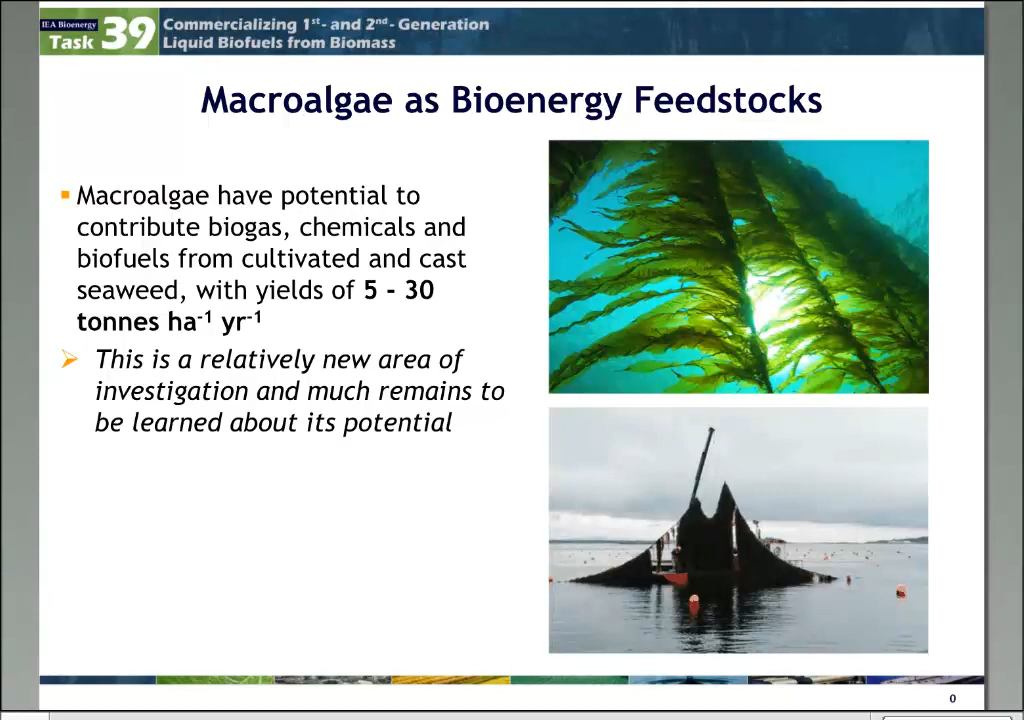 IEA Bioenergy
Task 39
Commercializing 1st- and 2nd- Generation
Liquid Biofuels from Biomass
Macroalgae as Bioenergy Feedstocks
Macroalgae have potential to
contribute biogas, chemicals and
biofuels from cultivated and cast
seaweed, with yields of 5 - 30
tonnes ha-1 yr-1
This is a relatively new area of
investigation and much remains to
be learned about its potential
0